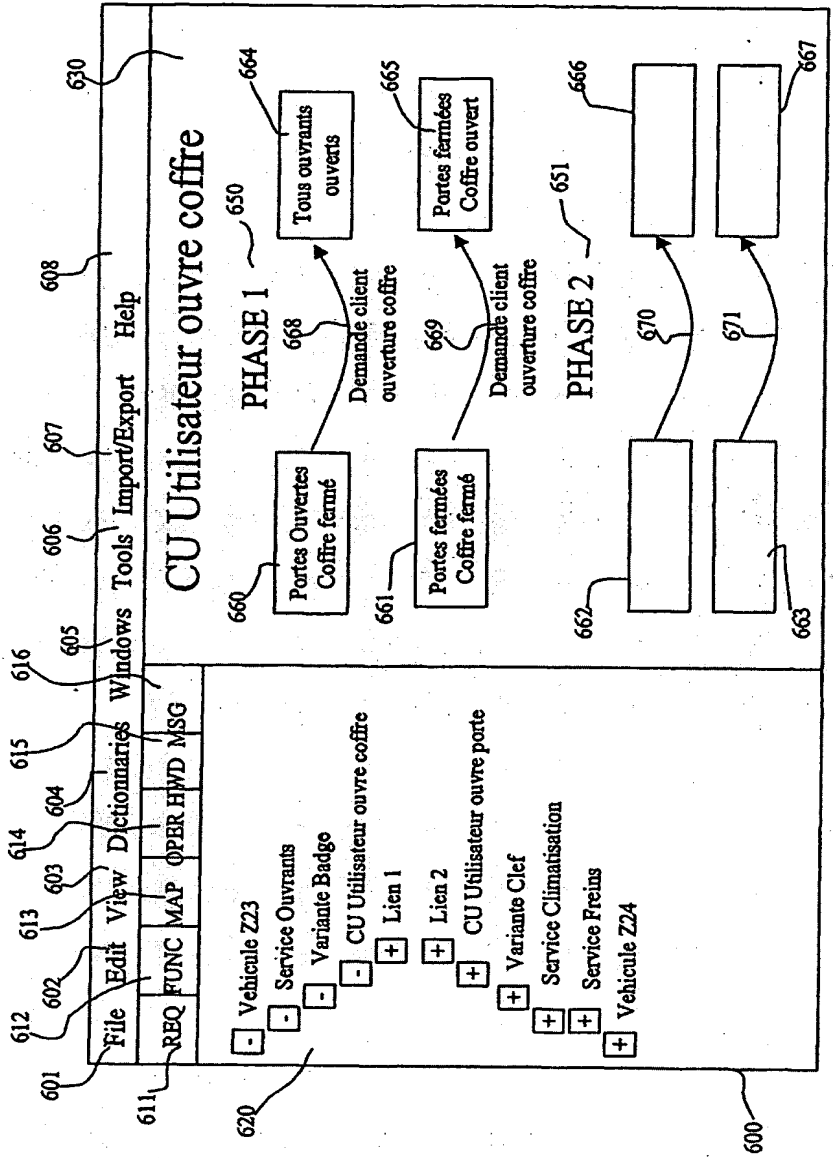 601
602
603
604
605
606
607
608
File Edit View Dictionnaries Windows Tools Import/Export Help
611
612
613
614
615
616
REQ FUNC MAP OPER HWD MSG
620
- Vehicule Z23
- Service Ouvrants
- Variante Badge
- CU Utilisateur ouvre coffre
+ Lien 1
+ Lien 2
+ CU Utilisateur ouvre porte
+ Variante Clef
+ Service Climatisation
+ Service Freins
+ Vehicule Z24
600
630
CU Utilisateur ouvre coffre
PHASE 1
650
660
Portes Ouvertes
Coffre fermé
668
Demande client
ouverture coffre
664
Tous ouvrants
ouverts
661
Portes fermées
Coffre fermé
669
Demande client
ouverture coffre
665
Portes fermées
Coffre ouvert
PHASE 2
651
662
670
666
663
671
667